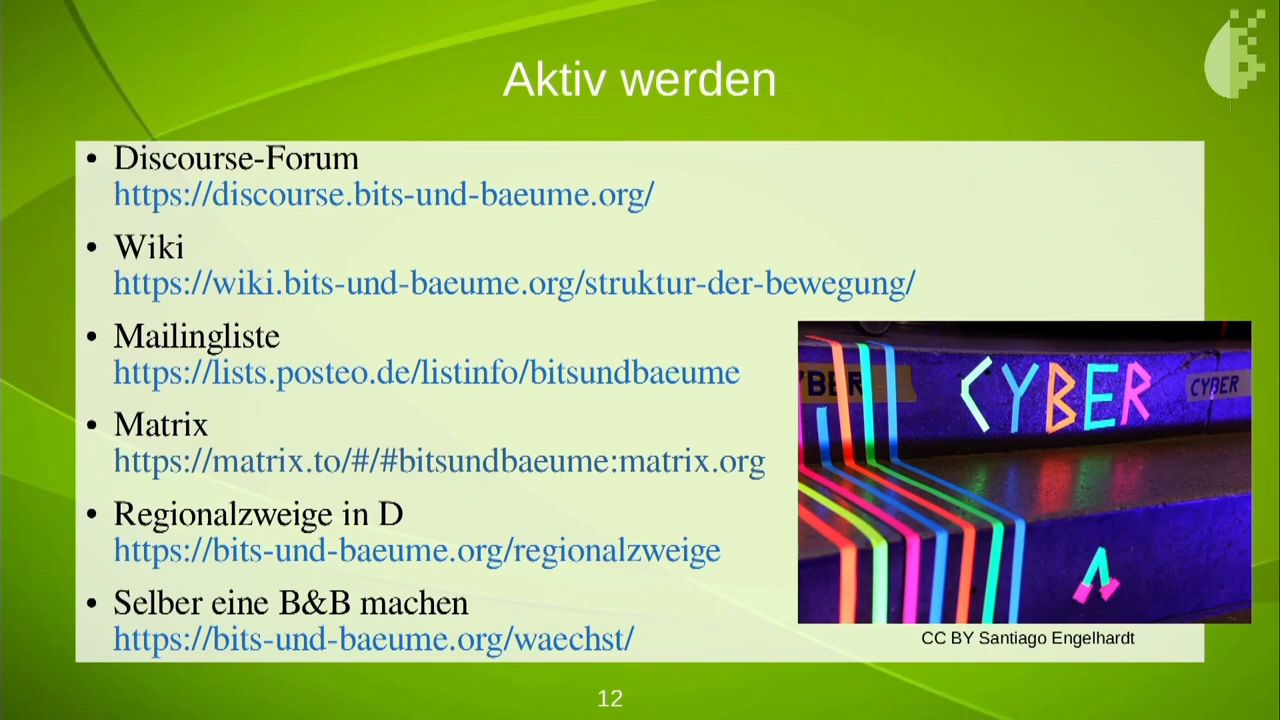 Aktiv werden
• Discourse-Forum
https://discourse.bits-und-baeume.org/
• Wiki
https://wiki.bits-und-baeume.org/struktur-der-bewegung/
• Mailingliste
https://lists.posteo.de/listinfo/bitsundbaeume
• Matrix
https://matrix.to/#/#bitsundbaeume:matrix.org
• Regionalzweige in D
https://bits-und-baeume.org/regionalzweige
• Selber eine B&B machen
https://bits-und-baeume.org/waechst/
YBER CYBER CYBER
CC BY Santiago Engelhardt
12